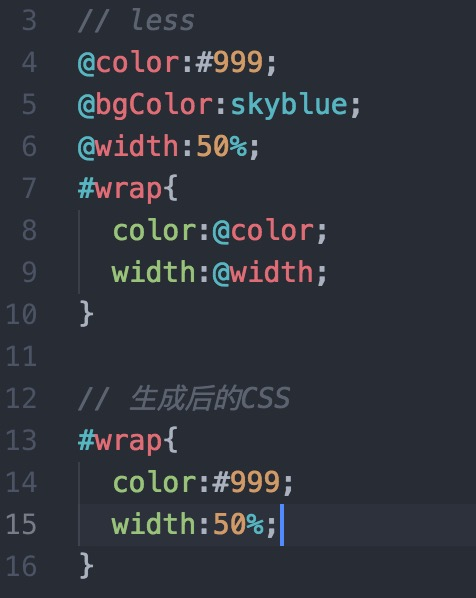 3 // less
4 @color:#999;
5 @bgColor:skyblue;
6 @width:50%;
7 #wrap{
8 color:@color;
9 width:@width;
10 }
11
12 // 生成后的CSS
13 #wrap{
14 color:#999;
15 width:50%;
16 }